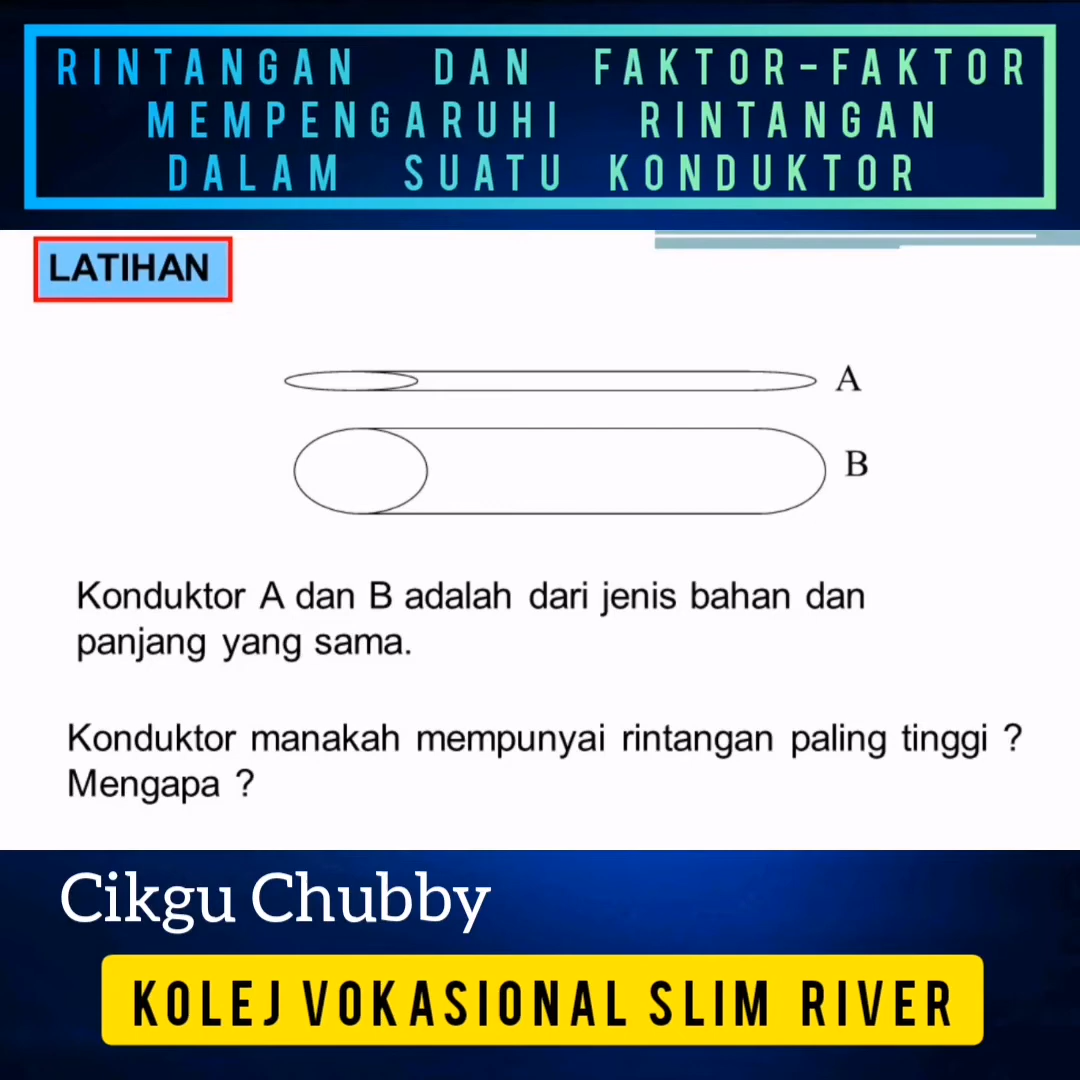 RINTANGAN DAN FAKTOR-FAKTOR
MEMPENGARUHI RINTANGAN
DALAM SUATU KONDUKTOR
LATIHAN
A
B
Konduktor A dan B adalah dari jenis bahan dan
panjang yang sama.
Konduktor manakah mempunyai rintangan paling tinggi ?
Mengapa ?
Cikgu Chubby
KOLEJ VOKASIONAL SLIM RIVER